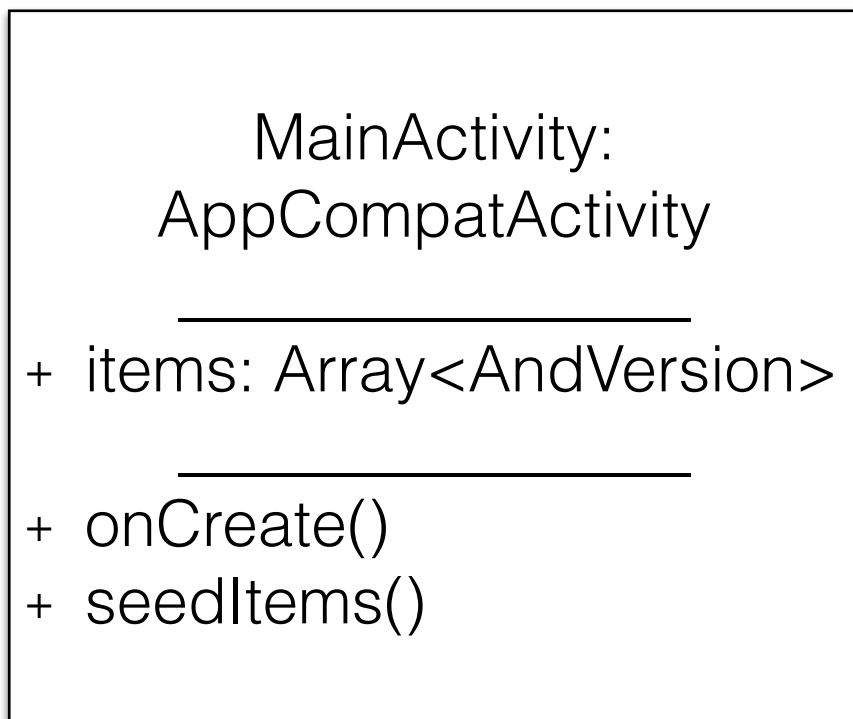 MainActivity:
AppCompatActivity
+ items: Array<AndVersion>
+ onCreate()
+ seedItems()